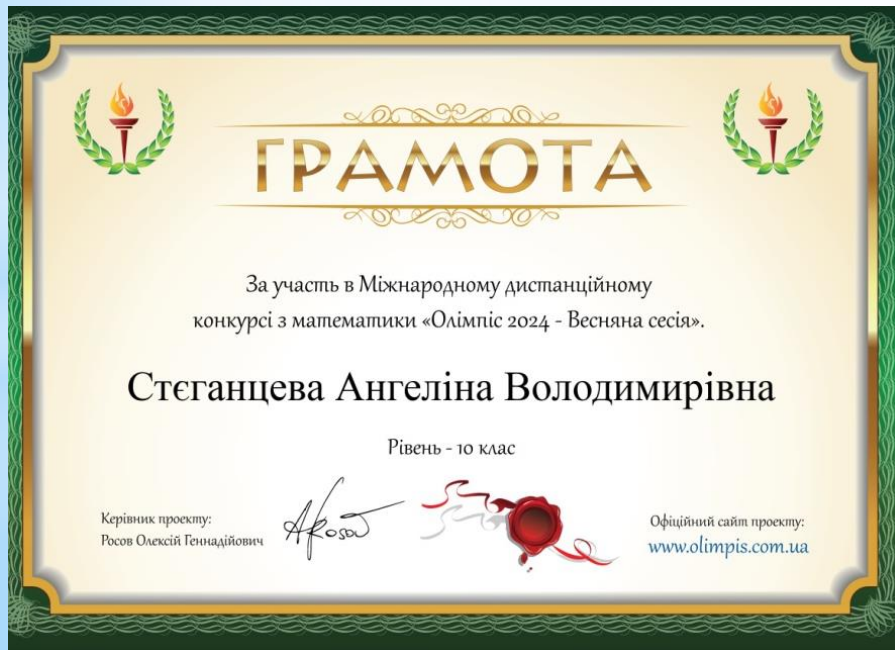 ГРАМОТА
За участь в Міжнародному дистанційному
конкурсі з математики «Олімпіс 2024 - Весняна сесія».
Стєганцева Ангеліна Володимирівна
Рівень - 10 клас
Керівник проекту:
Росов Олексій Геннадійович
ARosov
Офіційний сайт проекту:
www.olimpis.com.ua